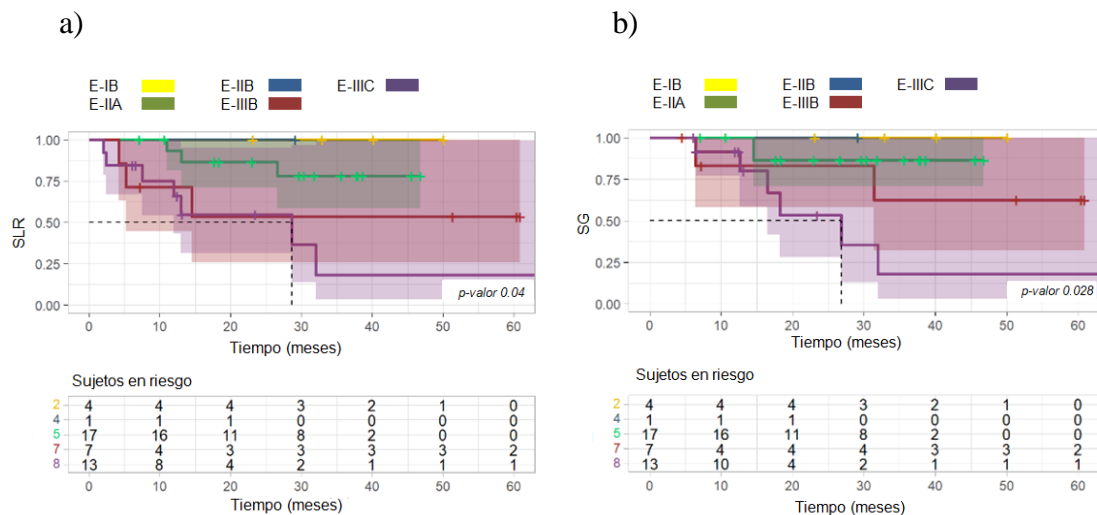 a)
E-IB E-IIB E-IIIC
E-IIA E-IIIB
SLR
1.00
0.75
0.50
0.25
0.00
p-valor 0.04
0 10 20 30 40 50 60
Tiempo (meses)
Sujetos en riesgo
2 4 4 4 3 2 1 0
4 1 1 1 0 0 0 0
5 17 16 11 8 2 0 0
7 7 4 3 3 3 3 2
8 13 8 4 2 1 1 1
0 10 20 30 40 50 60
Tiempo (meses)
b)
E-IB E-IIB E-IIIC
E-IIA E-IIIB
SG
1.00
0.75
0.50
0.25
0.00
p-valor 0.028
0 10 20 30 40 50 60
Tiempo (meses)
Sujetos en riesgo
2 4 4 4 3 2 1 0
4 1 1 1 0 0 0 0
5 17 16 11 8 2 0 0
7 7 4 4 4 3 3 2
8 13 10 4 2 1 1 1
0 10 20 30 40 50 60
Tiempo (meses)